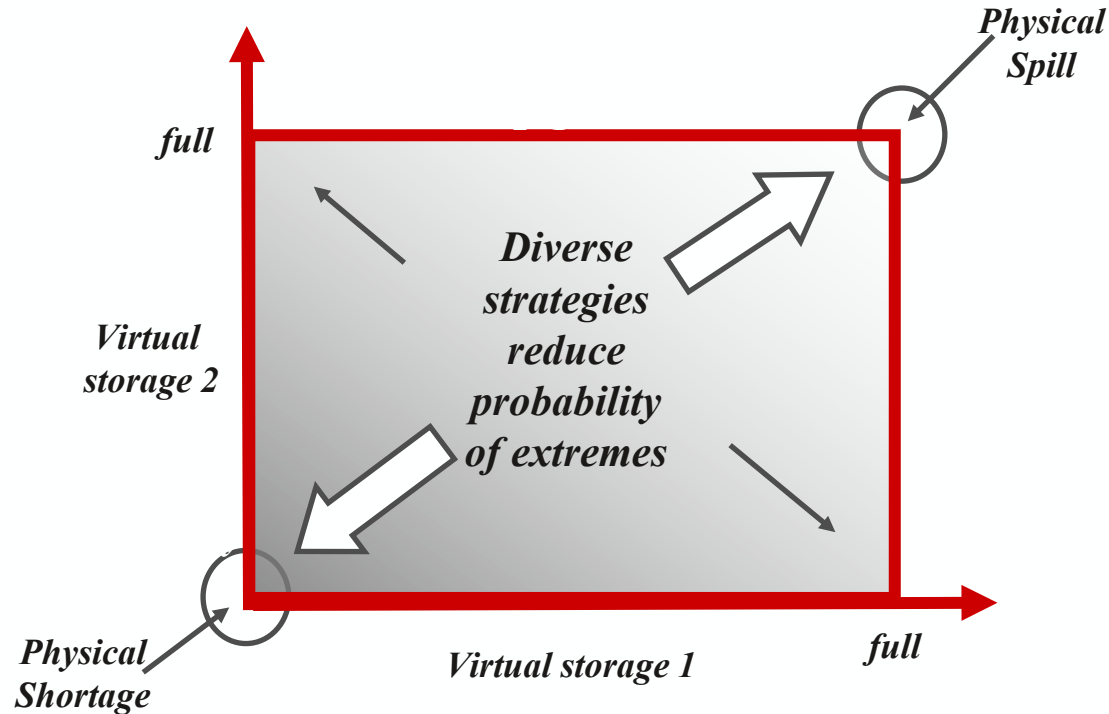 Physical
Spill
full
Diverse
strategies
reduce
probability
of extremes
Virtual
storage 2
Physical
Shortage
Virtual storage 1
full